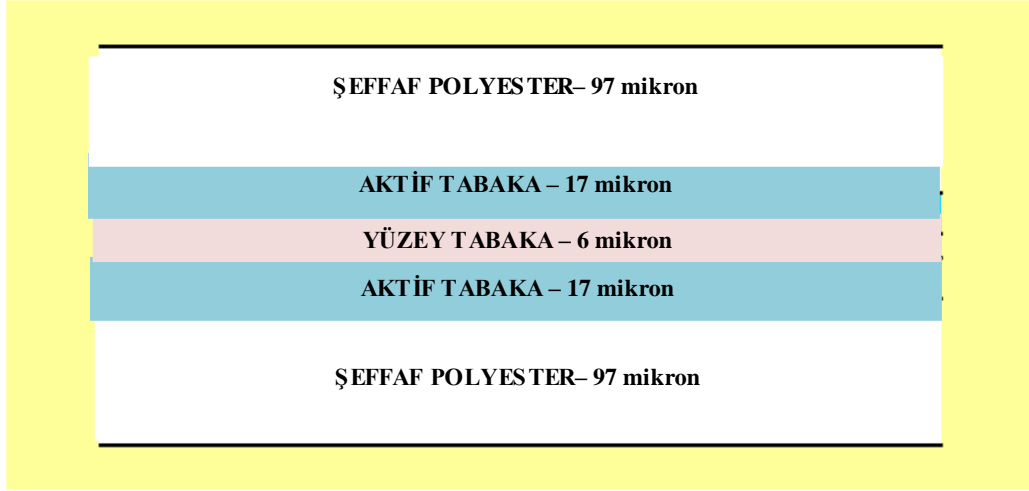 ŞEFFAF POLYESTER– 97 mikron
AKTİF TABAKA – 17 mikron
YÜZEY TABAKA – 6 mikron
AKTİF TABAKA – 17 mikron
ŞEFFAF POLYESTER– 97 mikron